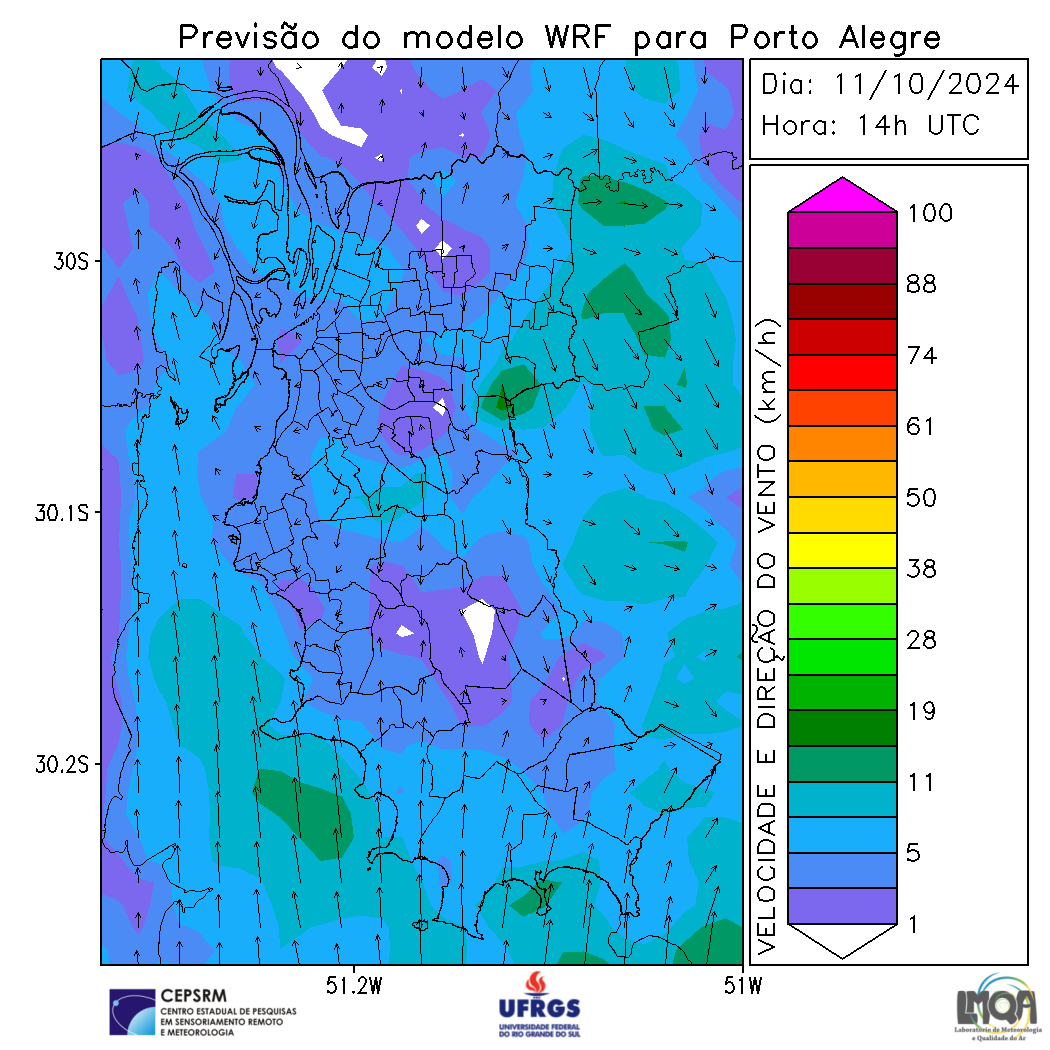 Previsão do modelo WRF para Porto Alegre
Dia: 11/10/2024
Hora: 14h UTC
30S
30.1S
30.2S
51.2W
51W
VELOCIDADE E DIREÇÃO DO VENTO (km/h)
100
88
74
61
50
38
28
19
11
5
1
CEPSRM
CENTRO ESTADUAL DE PESQUISAS
EM SENSORIAMENTO REMOTO
E METEOROLOGIA
UFRGS
UNIVERSIDADE FEDERAL
DO RIO GRANDE DO SUL
LMQA
Laboratório de Meteorologia
e Qualidade do Ar